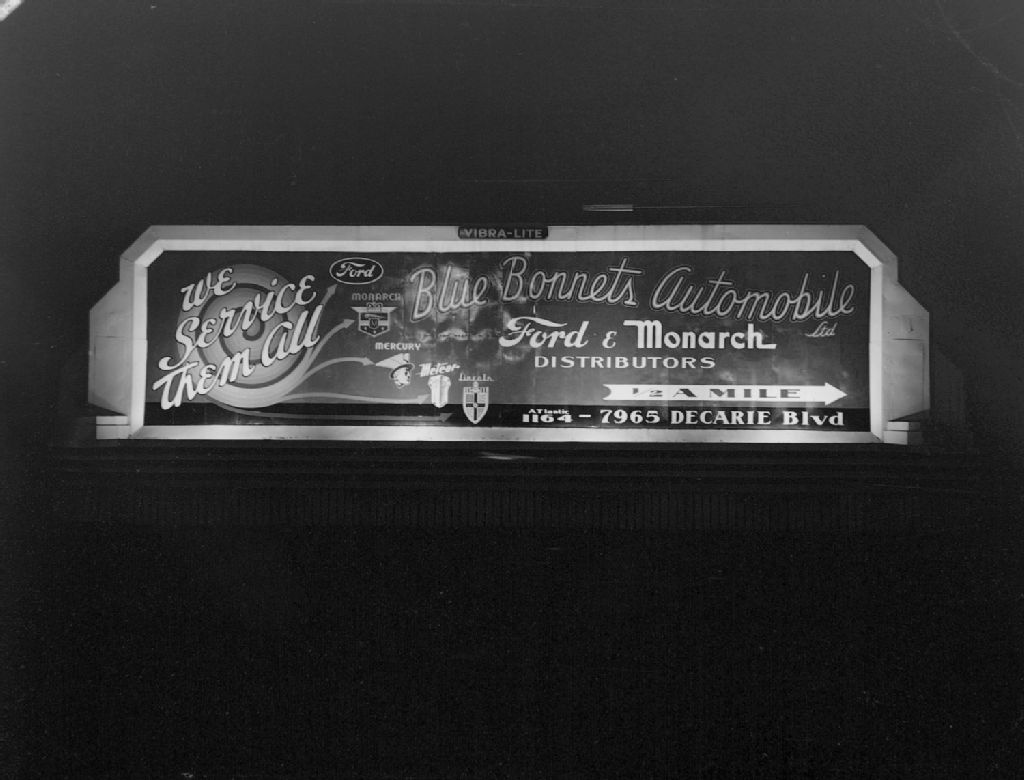 VIBRA-LITE
We
Service
Them All
Ford
MONARCH
MERCURY
Meteor
Lincoln
Blue Bonnets Automobile
Ltd
Ford & Monarch
DISTRIBUTORS
1/2 A MILE
ATlantic
1164 - 7965 DECARIE Blvd